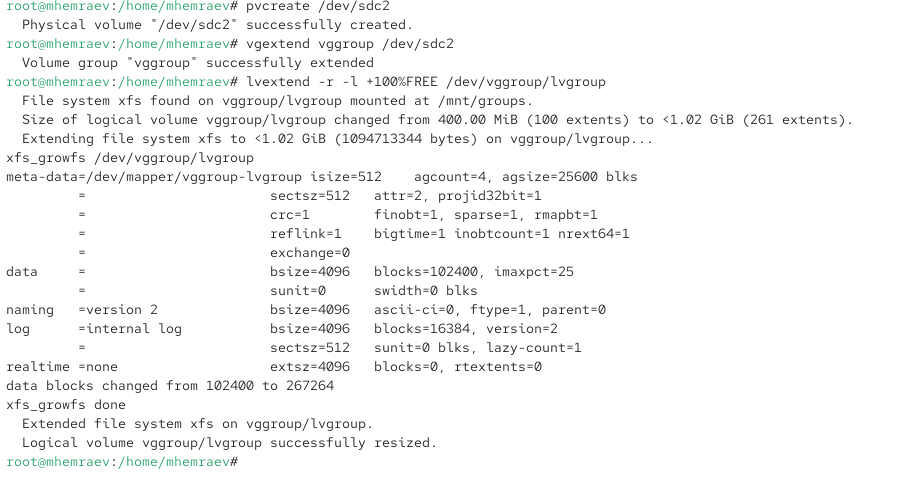 root@mhemraev:/home/mhemraev# pvcreate /dev/sdc2
  Physical volume "/dev/sdc2" successfully created.
root@mhemraev:/home/mhemraev# vgextend vggroup /dev/sdc2
  Volume group "vggroup" successfully extended
root@mhemraev:/home/mhemraev# lvextend -r -l +100%FREE /dev/vggroup/lvgroup
  File system xfs found on vggroup/lvgroup mounted at /mnt/groups.
  Size of logical volume vggroup/lvgroup changed from 400.00 MiB (100 extents) to <1.02 GiB (261 extents).
  Extending file system xfs to <1.02 GiB (1094713344 bytes) on vggroup/lvgroup...
xfs_growfs /dev/vggroup/lvgroup
meta-data=/dev/mapper/vggroup-lvgroup isize=512    agcount=4, agsize=25600 blks
         =                       sectsz=512   attr=2, projid32bit=1
         =                       crc=1        finobt=1, sparse=1, rmapbt=1
         =                       reflink=1    bigtime=1 inobtcount=1 nrext64=1
         =                       exchange=0
data     =                       bsize=4096   blocks=102400, imaxpct=25
         =                       sunit=0      swidth=0 blks
naming   =version 2              bsize=4096   ascii-ci=0, ftype=1, parent=0
log      =internal log           bsize=4096   blocks=16384, version=2
         =                       sectsz=512   sunit=0 blks, lazy-count=1
realtime =none                   extsz=4096   blocks=0, rtextents=0
data blocks changed from 102400 to 267264
xfs_growfs done
  Extended file system xfs on vggroup/lvgroup.
  Logical volume vggroup/lvgroup successfully resized.
root@mhemraev:/home/mhemraev#